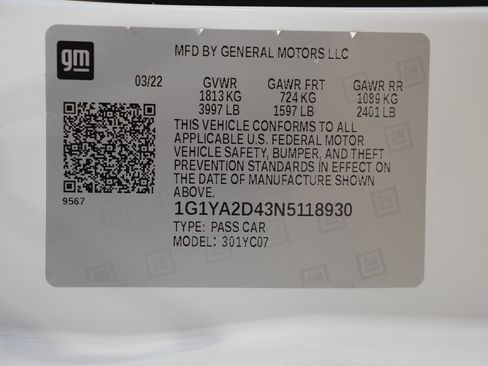 gm
MFD BY GENERAL MOTORS LLC
03/22 GVWR GAWR FRT GAWR RR
1813 KG 724 KG 1089 KG
3997 LB 1597 LB 2401 LB
THIS VEHICLE CONFORMS TO ALL
APPLICABLE U.S. FEDERAL MOTOR
VEHICLE SAFETY, BUMPER, AND THEFT
PREVENTION STANDARDS IN EFFECT ON
THE DATE OF MANUFACTURE SHOWN
ABOVE.
9567
1G1YA2D43N5118930
TYPE: PASS CAR
MODEL: 301YC07